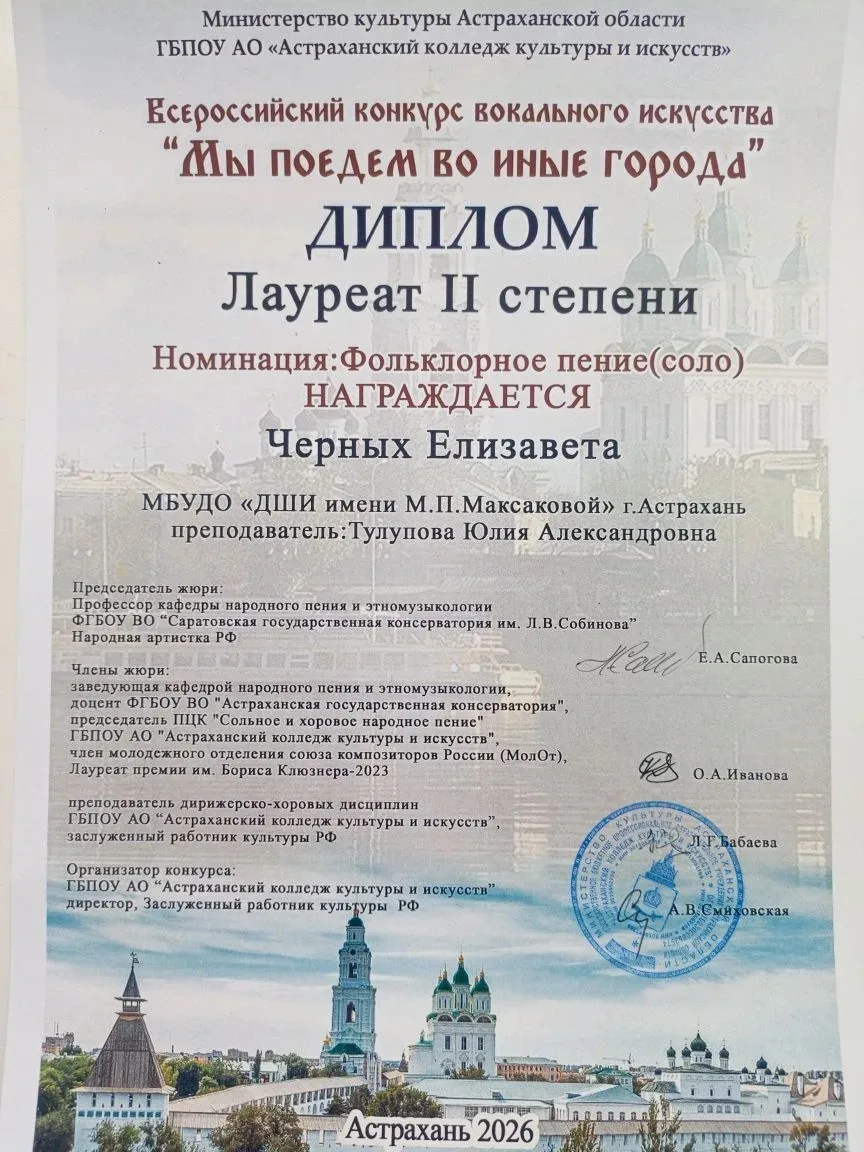 Министерство культуры Астраханской области
ГБПОУ АО «Астраханский колледж культуры и искусств»
Всероссийский конкурс вокального искусства
“Мы поедем во иные города”
ДИПЛОМ
Лауреат II степени
Номинация:Фольклорное пение(соло)
НАГРАЖДАЕТСЯ
Черных Елизавета
МБУДО «ДШИ имени М.П.Максаковой» г.Астрахань
преподаватель:Тулупова Юлия Александровна
Председатель жюри:
Профессор кафедры народного пения и этномузыкологии
ФГБОУ ВО “Саратовская государственная консерватория им. Л.В.Собинова”
Народная артистка РФ
Е.А.Сапогова
Члены жюри:
заведующая кафедрой народного пения и этномузыкологии,
доцент ФГБОУ ВО "Астраханская государственная консерватория",
председатель ПЦК "Сольное и хоровое народное пение"
ГБПОУ АО "Астраханский колледж культуры и искусств",
член молодежного отделения союза композиторов России (МолОт),
Лауреат премии им. Бориса Клюзнера-2023
О.А.Иванова
преподаватель дирижерско-хоровых дисциплин
ГБПОУ АО “Астраханский колледж культуры и искусств”,
заслуженный работник культуры РФ
Л.Г.Бабаева
Организатор конкурса:
ГБПОУ АО “Астраханский колледж культуры и искусств”
директор, Заслуженный работник культуры РФ
А.В.Смиховская
МИНИСТЕРСТВО КУЛЬТУРЫ АСТРАХАНСКОЙ ОБЛАСТИ
Астрахань 2026